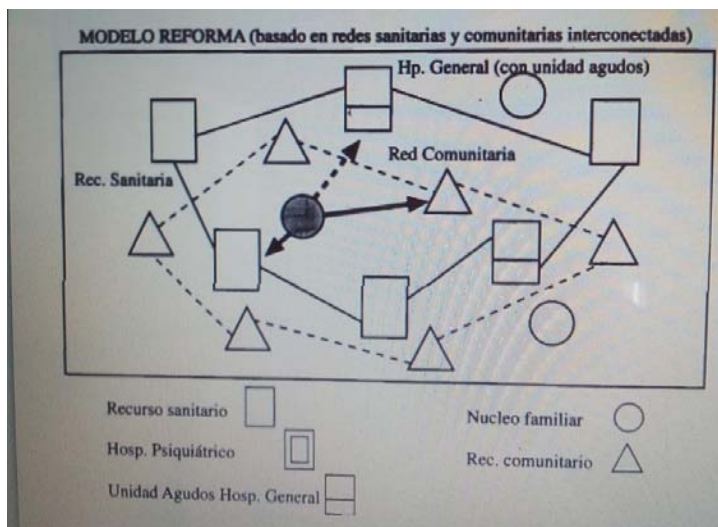 MODELO REFORMA (basado en redes sanitarias y comunitarias interconectadas)
Hp. General (con unidad agudos)
Red Comunitaria
Rec. Sanitaria
Recurso sanitario
Nucleo familiar
Hosp. Psiquiátrico
Rec. comunitario
Unidad Agudos Hosp. General